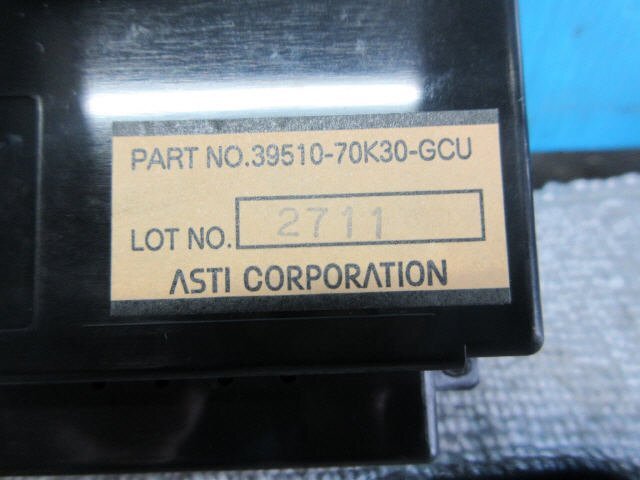 PART NO.39510-70K30-GCU
LOT NO. 2711
ASTI CORPORATION